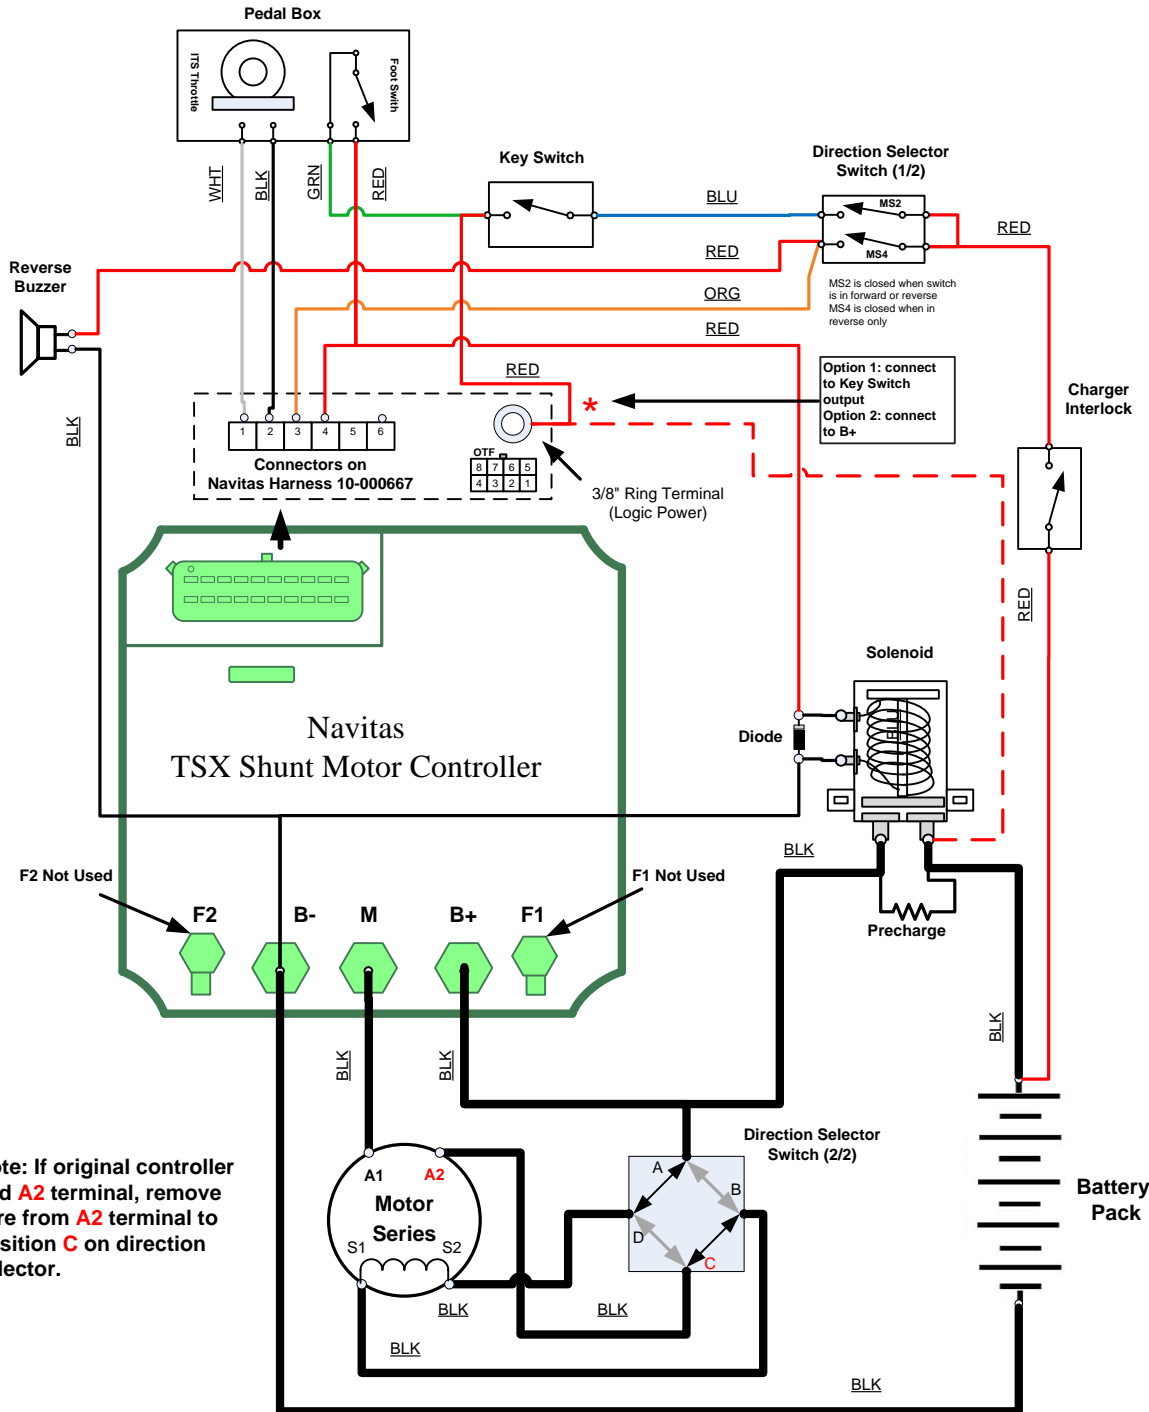 Pedal Box
ITS Throttle
Foot Swith
WHT
BLK
GRN
RED
Key Switch
Direction Selector
Switch (1/2)
BLU
MS2
MS4
RED
RED
ORG
RED
MS2 is closed when switch
is in forward or reverse
MS4 is closed when in
reverse only
Reverse
Buzzer
BLK
RED
*
Option 1: connect
to Key Switch
output
Option 2: connect
to B+
Charger
Interlock
1 2 3 4 5 6
Connectors on
Navitas Harness 10-000667
OTF
8 7 6 5
4 3 2 1
3/8" Ring Terminal
(Logic Power)
RED
Solenoid
BLU
Diode
Navitas
TSX Shunt Motor Controller
BLK
Precharge
F2 Not Used
F1 Not Used
F2
B-
M
B+
F1
BLK
BLK
BLK
ote: If original controller
d A2 terminal, remove
re from A2 terminal to
sition C on direction
lector.
A1
A2
Motor
Series
S1
S2
Direction Selector
Switch (2/2)
A
B
D
C
Battery
Pack
BLK
BLK
BLK
BLK